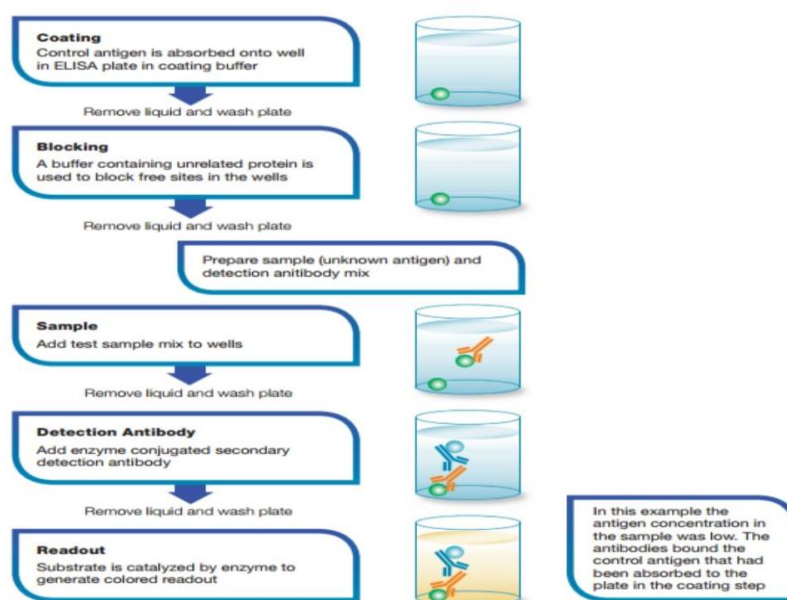 Coating
Control antigen is absorbed onto well
in ELISA plate in coating buffer
Remove liquid and wash plate
Blocking
A buffer containing unrelated protein is
used to block free sites in the wells
Remove liquid and wash plate
Prepare sample (unknown antigen) and
detection anitibody mix
Sample
Add test sample mix to wells
Remove liquid and wash plate
Detection Antibody
Add enzyme conjugated secondary
detection antibody
Remove liquid and wash plate
Readout
Substrate is catalyzed by enzyme to
generate colored readout
In this example the
antigen concentration in
the sample was low. The
antibodies bound the
control antigen that had
been absorbed to the
plate in the coating step